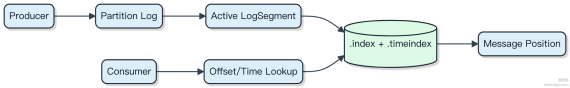 Producer
Partition Log
Active LogSegment
.index + .timeindex
Message Position
Consumer
Offset/Time Lookup